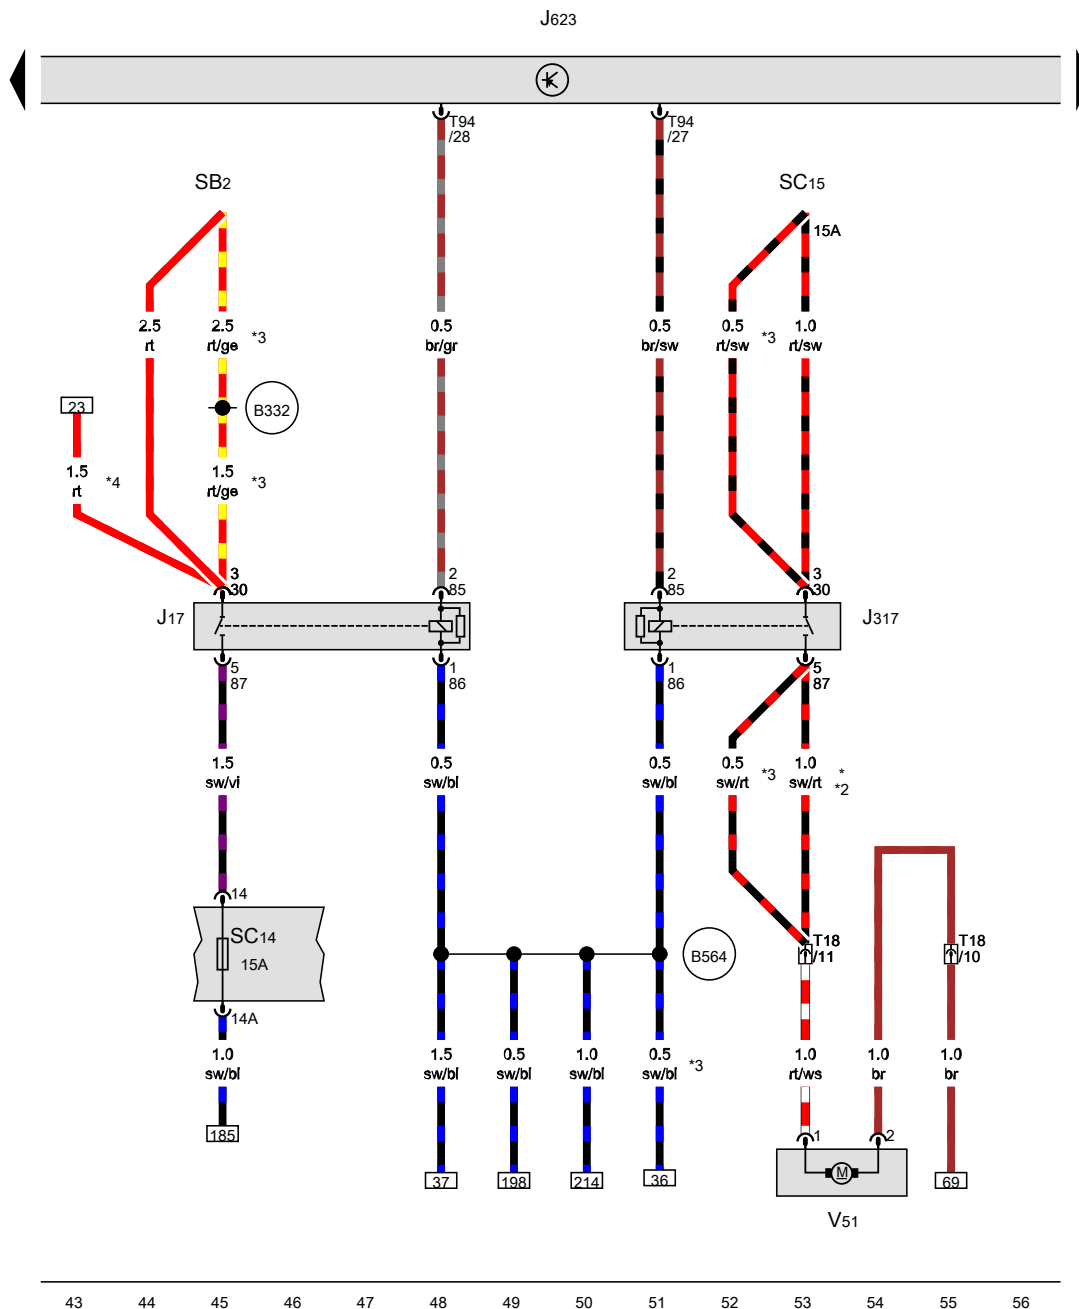 J623
T94
/28
T94
/27
SB2
SC15
15A
2.5
rt
2.5
rt/ge
*3
0.5
br/gr
0.5
br/sw
0.5
rt/sw
*3
1.0
rt/sw
23
B332
1.5
rt
*4
1.5
rt/ge
*3
3
30
2
85
2
85
3
30
J17
J317
5
87
1
86
1
86
5
87
1.5
sw/vi
0.5
sw/bl
0.5
sw/bl
0.5
sw/rt
*3
1.0
sw/rt
*
*2
14
SC14
15A
14A
B564
T18
/11
T18
/10
1.0
sw/bl
1.5
sw/bl
0.5
sw/bl
1.0
sw/bl
0.5
sw/bl
*3
1.0
rt/ws
1.0
br
1.0
br
185
1
2
37
198
214
36
M
69
V51
43 44 45 46 47 48 49 50 51 52 53 54 55 56